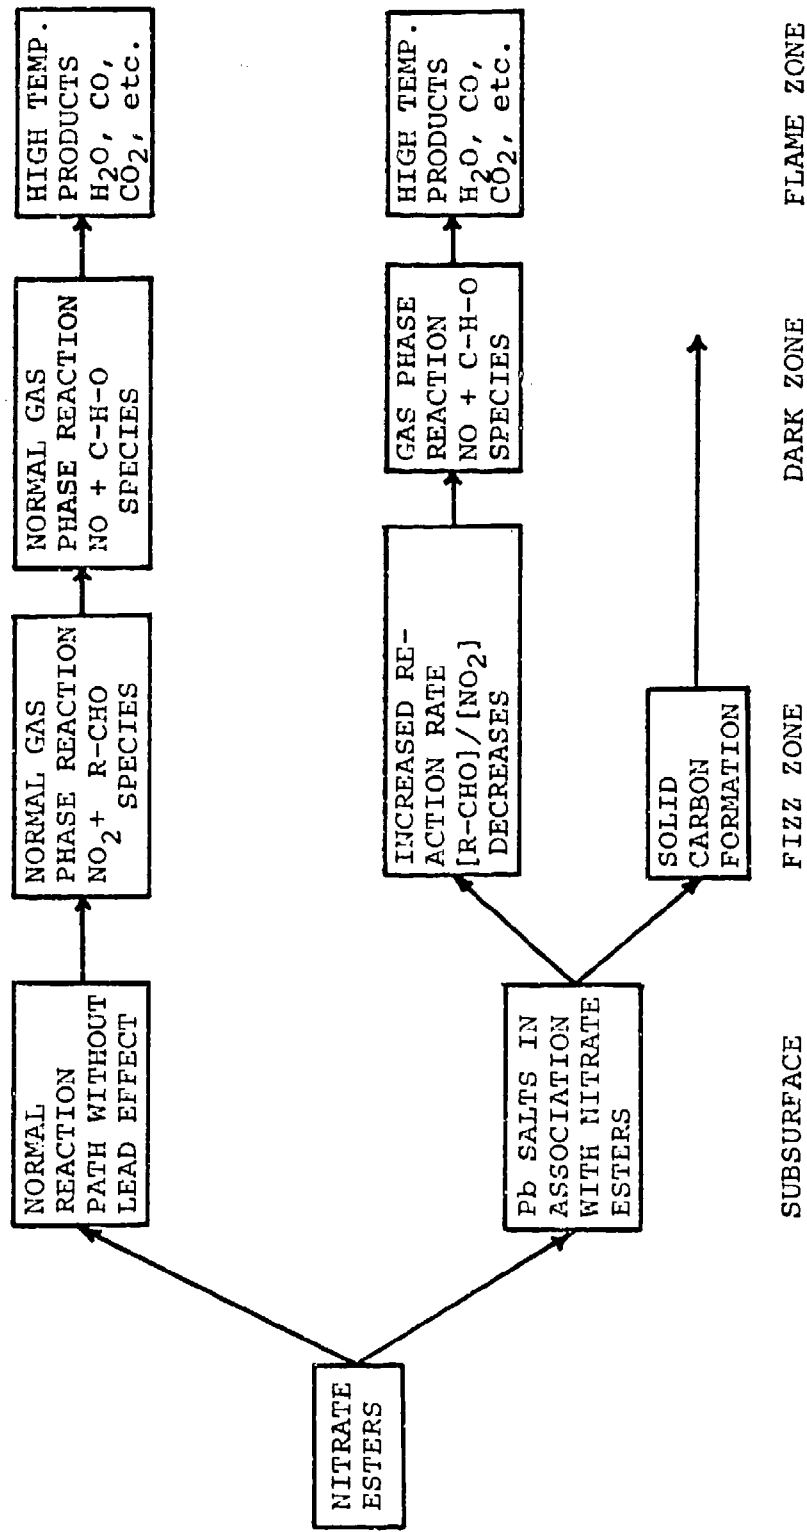 NITRATE
ESTERS
NORMAL
REACTION
PATH WITHOUT
LEAD EFFECT
NORMAL GAS
PHASE REACTION
NO2+ R-CHO
SPECIES
NORMAL GAS
PHASE REACTION
NO + C-H-O
SPECIES
HIGH TEMP.
PRODUCTS
H2O, CO,
CO2, etc.
Pb SALTS IN
ASSOCIATION
WITH NITRATE
ESTERS
INCREASED RE-
ACTION RATE
[R-CHO]/[NO2]
DECREASES
GAS PHASE
REACTION
NO + C-H-O
SPECIES
HIGH TEMP.
PRODUCTS
H2O, CO,
CO2, etc.
SOLID
CARBON
FORMATION
SUBSURFACE
FIZZ ZONE
DARK ZONE
FLAME ZONE